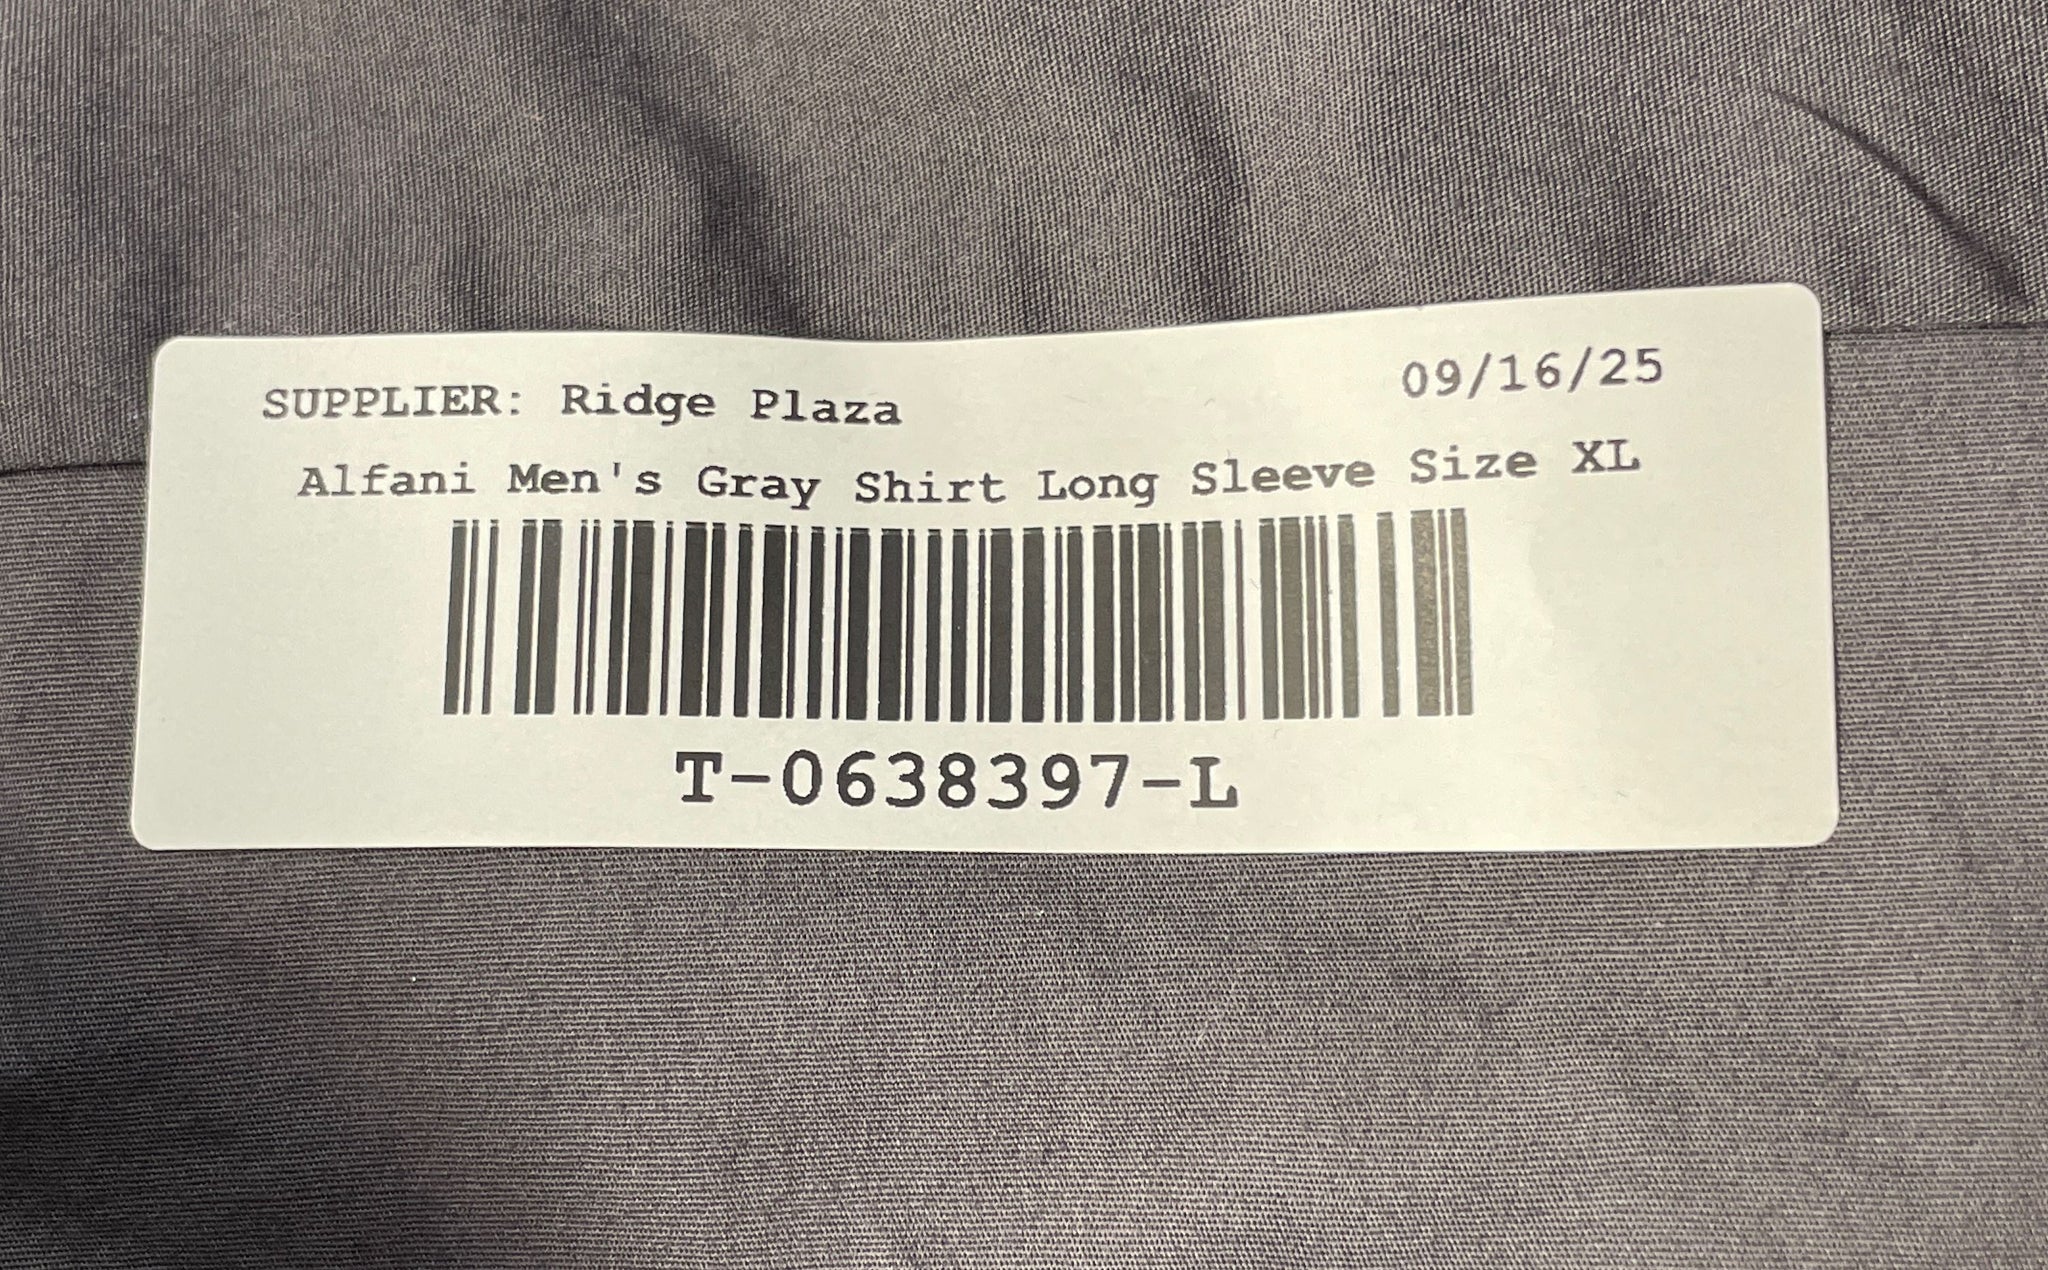 SUPPLIER: Ridge Plaza 09/16/25
Alfani Men's Gray Shirt Long Sleeve Size XL
T-0638397-L